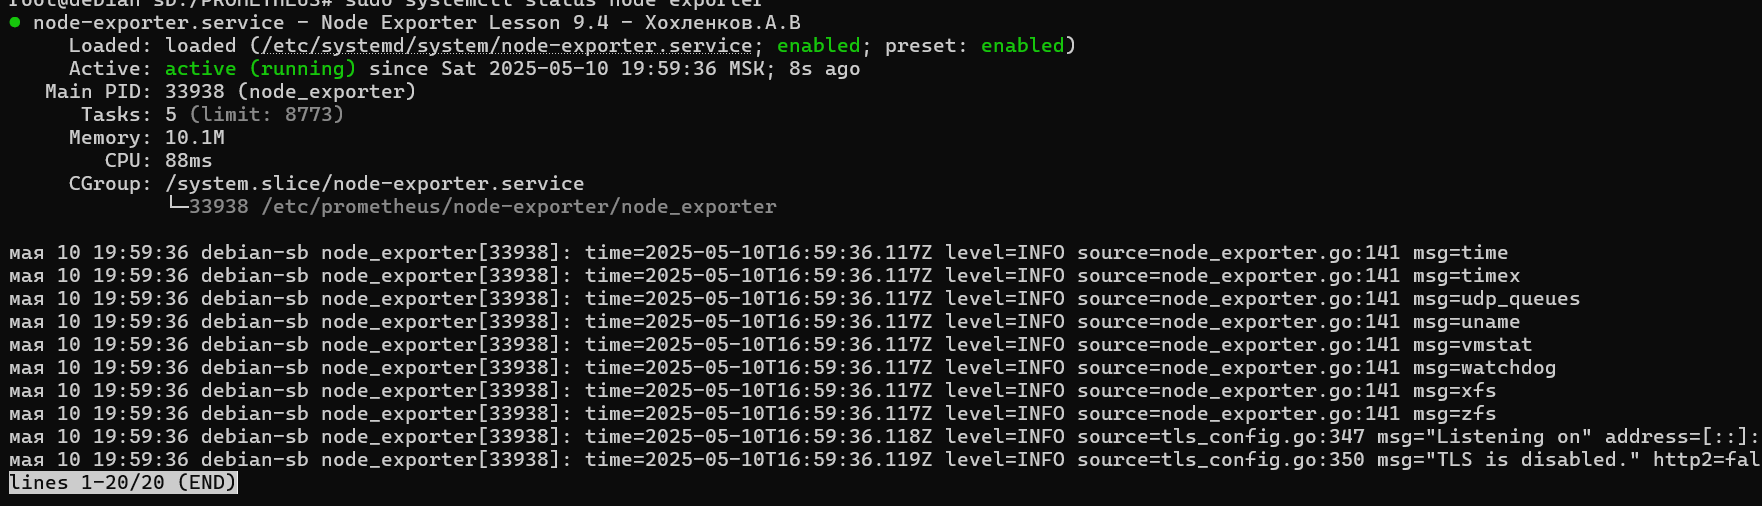 root@debian-sb:/PROMETHEUS# sudo systemctl status node-exporter
● node-exporter.service - Node Exporter Lesson 9.4 - Хохленков.А.В
Loaded: loaded (/etc/systemd/system/node-exporter.service; enabled; preset: enabled)
Active: active (running) since Sat 2025-05-10 19:59:36 MSK; 8s ago
Main PID: 33938 (node_exporter)
Tasks: 5 (limit: 8773)
Memory: 10.1M
CPU: 88ms
CGroup: /system.slice/node-exporter.service
└─33938 /etc/prometheus/node-exporter/node_exporter
мая 10 19:59:36 debian-sb node_exporter[33938]: time=2025-05-10T16:59:36.117Z level=INFO source=node_exporter.go:141 msg=time
мая 10 19:59:36 debian-sb node_exporter[33938]: time=2025-05-10T16:59:36.117Z level=INFO source=node_exporter.go:141 msg=timex
мая 10 19:59:36 debian-sb node_exporter[33938]: time=2025-05-10T16:59:36.117Z level=INFO source=node_exporter.go:141 msg=udp_queues
мая 10 19:59:36 debian-sb node_exporter[33938]: time=2025-05-10T16:59:36.117Z level=INFO source=node_exporter.go:141 msg=uname
мая 10 19:59:36 debian-sb node_exporter[33938]: time=2025-05-10T16:59:36.117Z level=INFO source=node_exporter.go:141 msg=vmstat
мая 10 19:59:36 debian-sb node_exporter[33938]: time=2025-05-10T16:59:36.117Z level=INFO source=node_exporter.go:141 msg=watchdog
мая 10 19:59:36 debian-sb node_exporter[33938]: time=2025-05-10T16:59:36.117Z level=INFO source=node_exporter.go:141 msg=xfs
мая 10 19:59:36 debian-sb node_exporter[33938]: time=2025-05-10T16:59:36.117Z level=INFO source=node_exporter.go:141 msg=zfs
мая 10 19:59:36 debian-sb node_exporter[33938]: time=2025-05-10T16:59:36.118Z level=INFO source=tls_config.go:347 msg="Listening on" address=[::]:
мая 10 19:59:36 debian-sb node_exporter[33938]: time=2025-05-10T16:59:36.119Z level=INFO source=tls_config.go:350 msg="TLS is disabled." http2=fal
lines 1-20/20 (END)